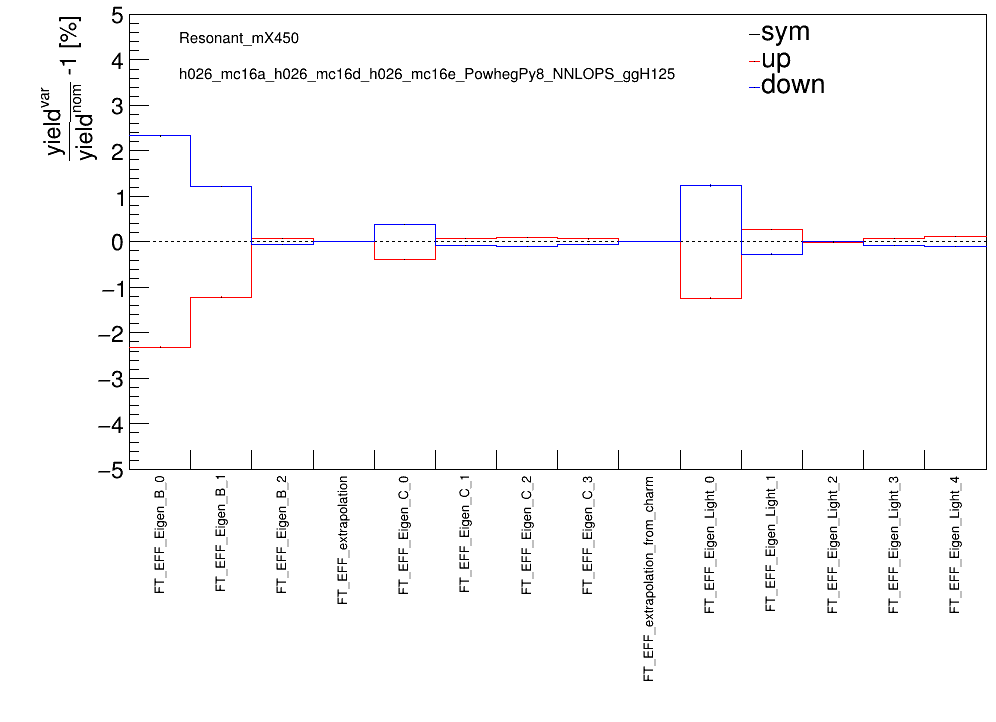 yield^var / yield^nom -1 [%]
Resonant_mX450
h026_mc16a_h026_mc16d_h026_mc16e_PowhegPy8_NNLOPS_ggH125
–sym
–up
–down
5
4
3
2
1
0
−1
−2
−3
−4
−5
FT_EFF_Eigen_B_0
FT_EFF_Eigen_B_1
FT_EFF_Eigen_B_2
FT_EFF_extrapolation
FT_EFF_Eigen_C_0
FT_EFF_Eigen_C_1
FT_EFF_Eigen_C_2
FT_EFF_Eigen_C_3
FT_EFF_extrapolation_from_charm
FT_EFF_Eigen_Light_0
FT_EFF_Eigen_Light_1
FT_EFF_Eigen_Light_2
FT_EFF_Eigen_Light_3
FT_EFF_Eigen_Light_4